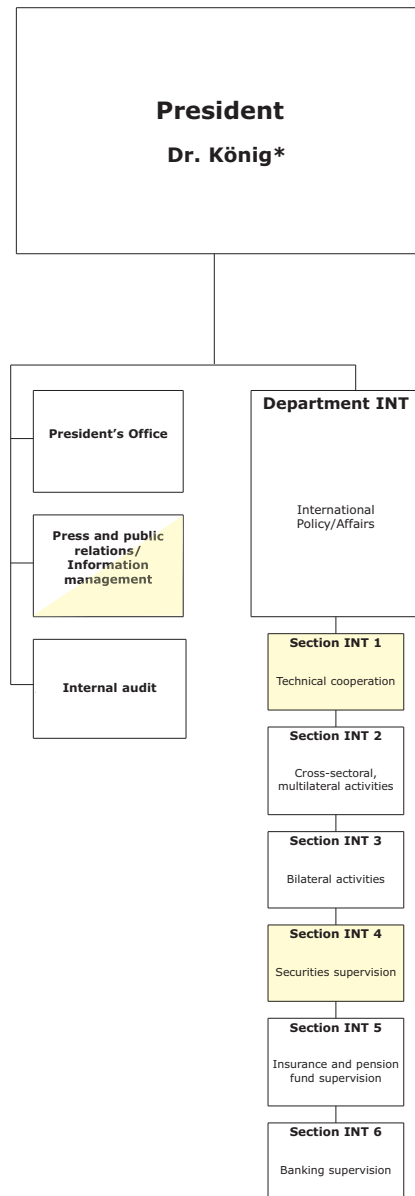 President
Dr. König*
President's Office
Press and public
relations/
Information
management
Internal audit
Department INT
International
Policy/Affairs
Section INT 1
Technical cooperation
Section INT 2
Cross-sectoral,
multilateral activities
Section INT 3
Bilateral activities
Section INT 4
Securities supervision
Section INT 5
Insurance and pension
fund supervision
Section INT 6
Banking supervision